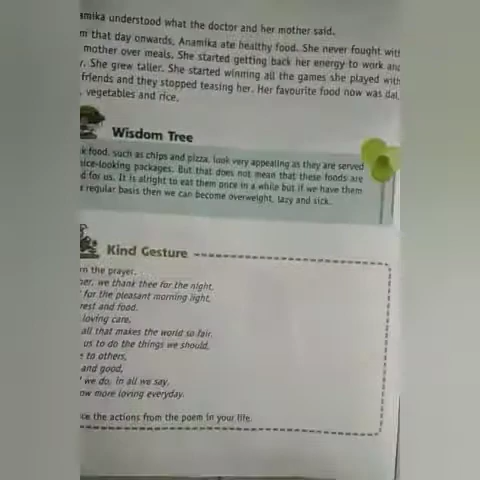 amika understood what the doctor and her mother said.
m that day onwards, Anamika ate healthy food. She never fought with
mother over meals. She started getting back her energy to work and
She grew taller. She started winning all the games she played with
friends and they stopped teasing her. Her favourite food now was dal,
vegetables and rice.
Wisdom Tree
k food, such as chips and pizza, look very appealing as they are served
nice-looking packages. But that does not mean that these foods are
d for us. It is alright to eat them once in a while but if we have them
regular basis then we can become overweight, lazy and sick.
Kind Gesture
rn the prayer.
her, we thank thee for the night,
for the pleasant morning light,
rest and food.
loving care,
all that makes the world so fair.
us to do the things we should,
to others,
and good,
we do, in all we say,
ow more loving everyday.
ice the actions from the poem in your life.